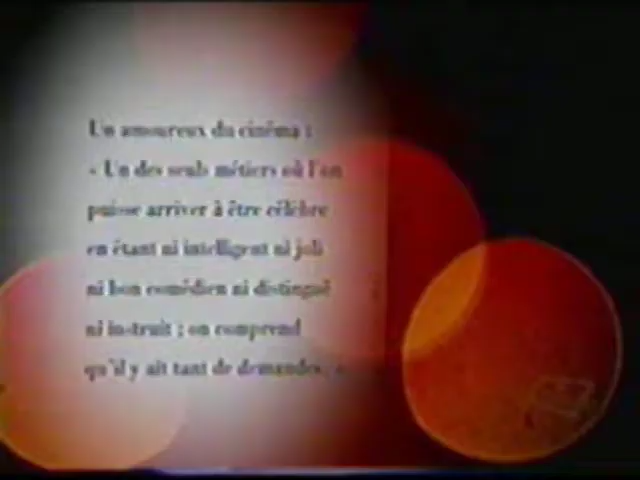 Un amoureux du cinéma :
« Un des seuls métiers où l'on
puisse arriver à être célèbre
en étant ni intelligent ni joli
ni bon comédien ni distingué
ni instruit ; on comprend
qu'il y ait tant de demandes. »